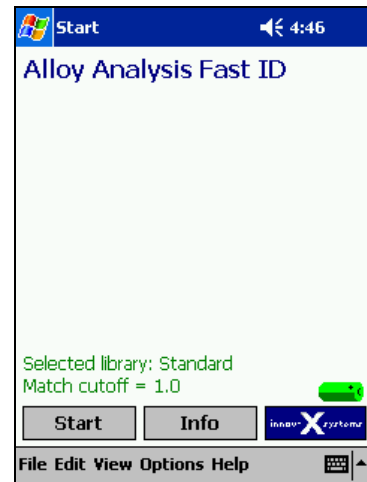 Start 4:46
Alloy Analysis Fast ID
Selected library: Standard
Match cutoff = 1.0
Start Info innov-X systems
File Edit View Options Help